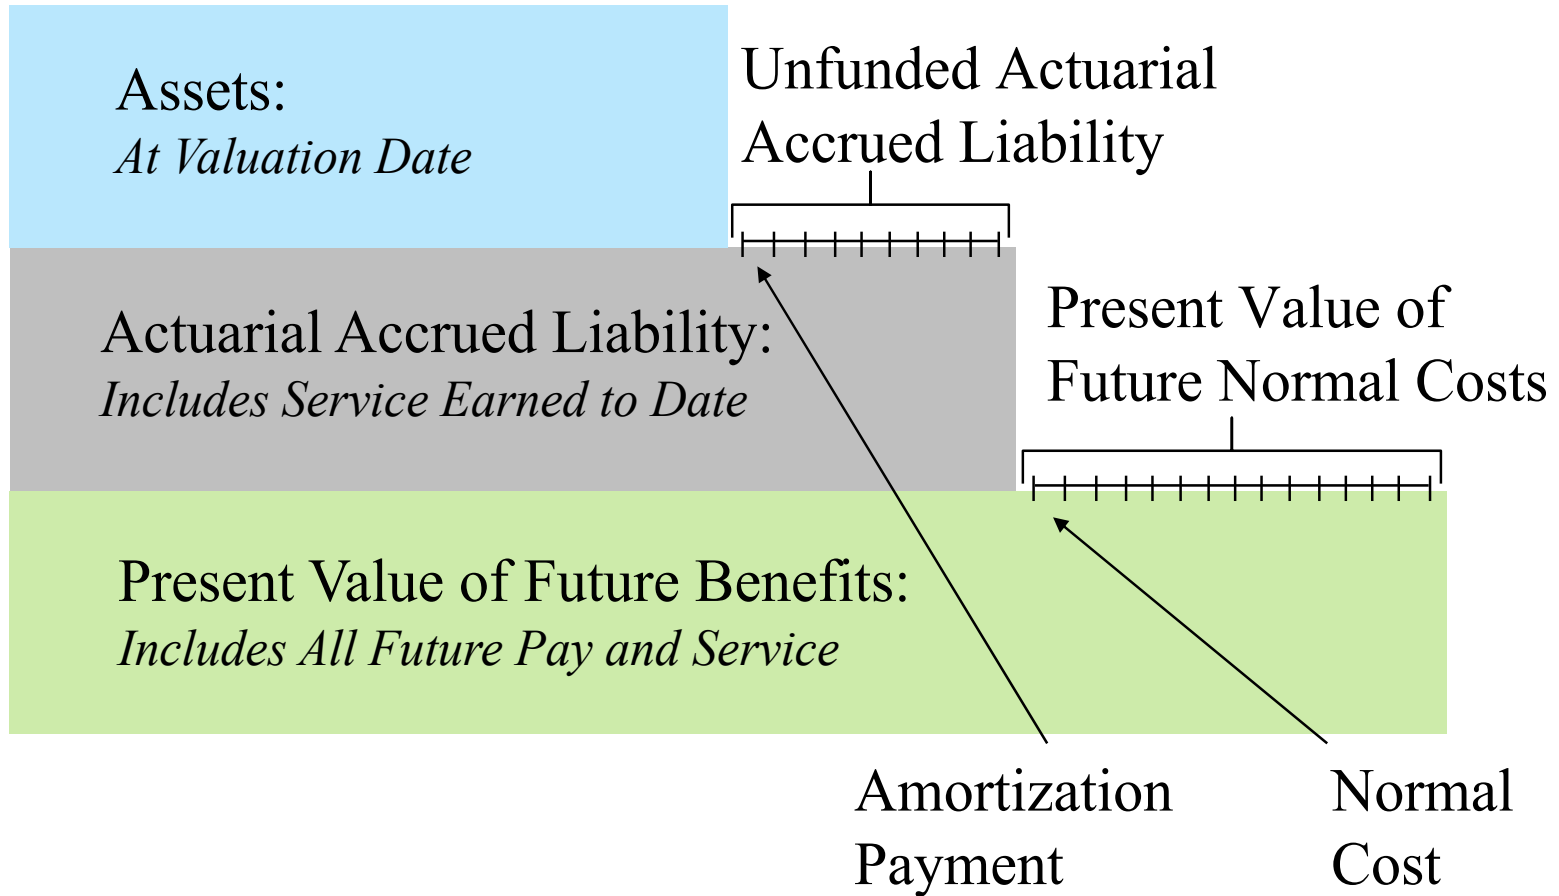 Assets:
At Valuation Date
Unfunded Actuarial
Accrued Liability
Actuarial Accrued Liability:
Includes Service Earned to Date
Present Value of
Future Normal Costs
Present Value of Future Benefits:
Includes All Future Pay and Service
Amortization
Payment
Normal
Cost